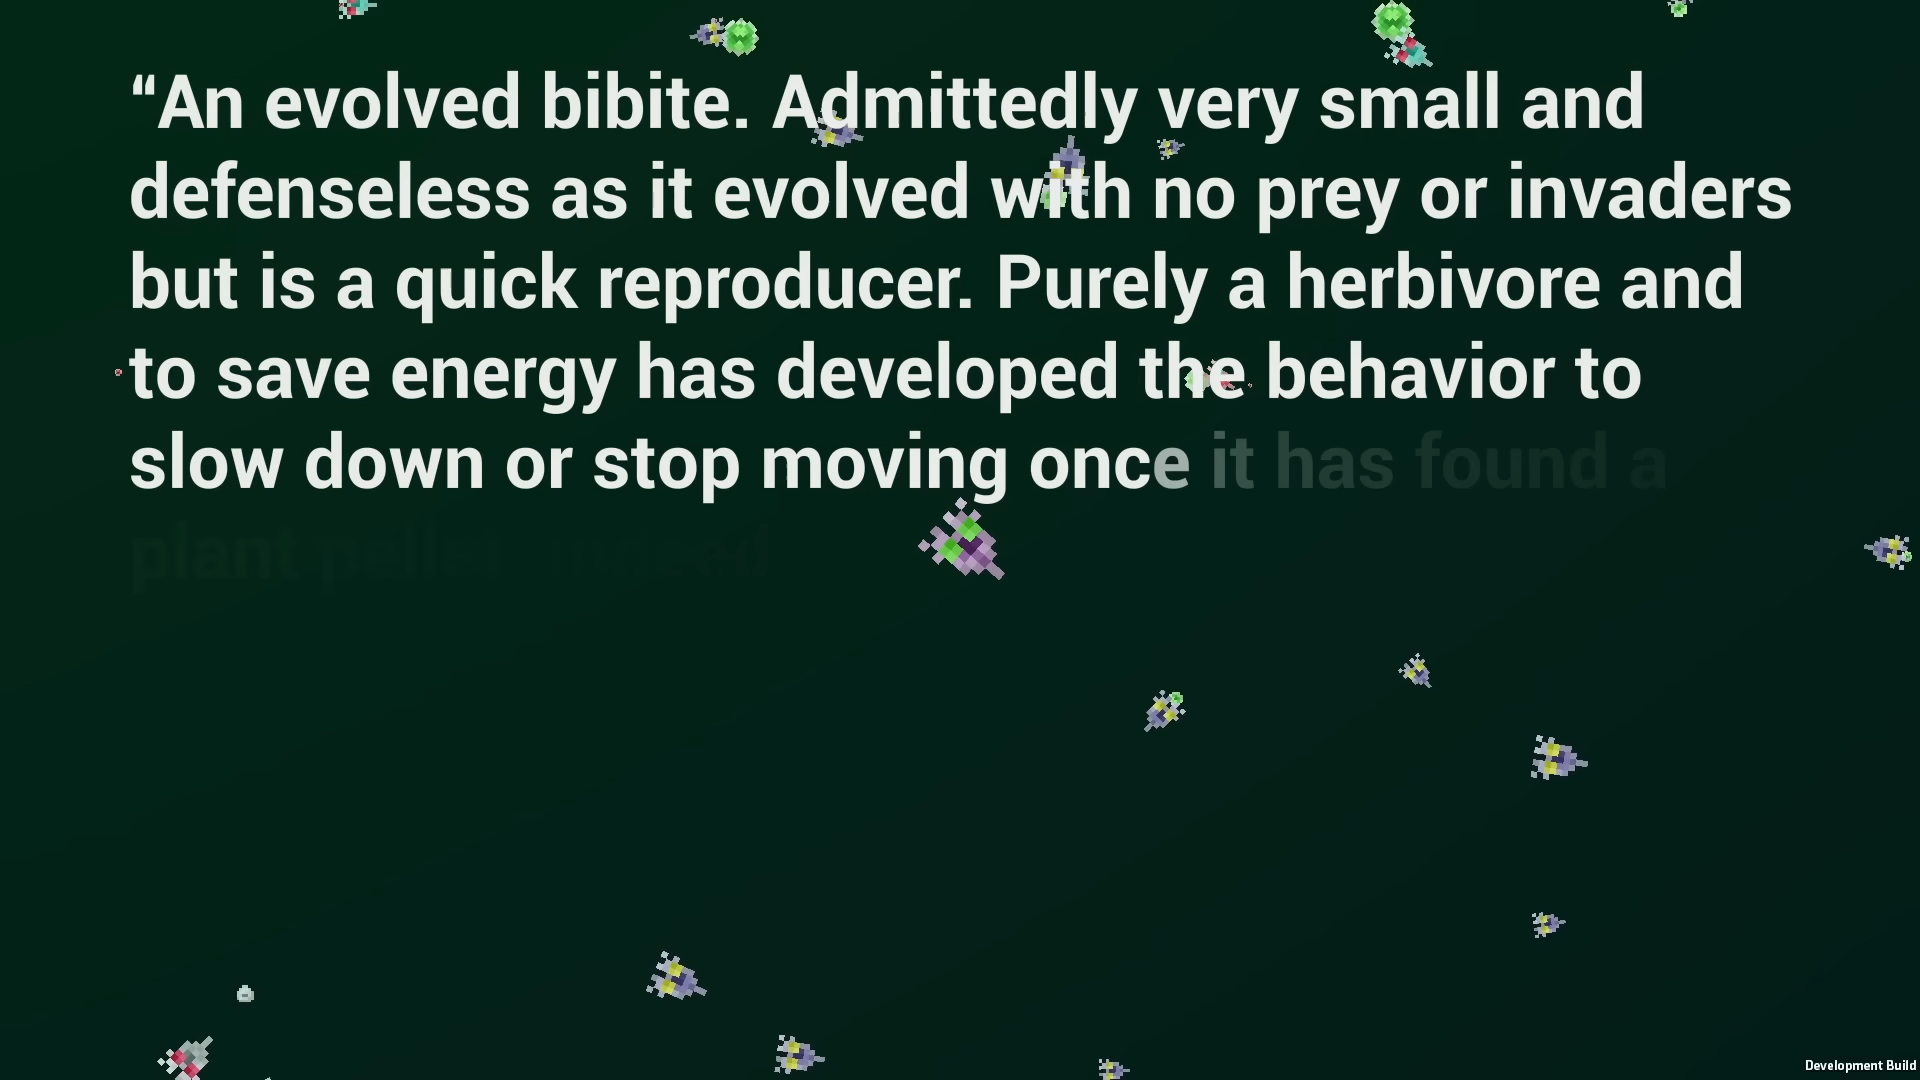 “An evolved bibite. Admittedly very small and
defenseless as it evolved with no prey or invaders
but is a quick reproducer. Purely a herbivore and
to save energy has developed the behavior to
slow down or stop moving once it has found a
plant pellet
Development Build